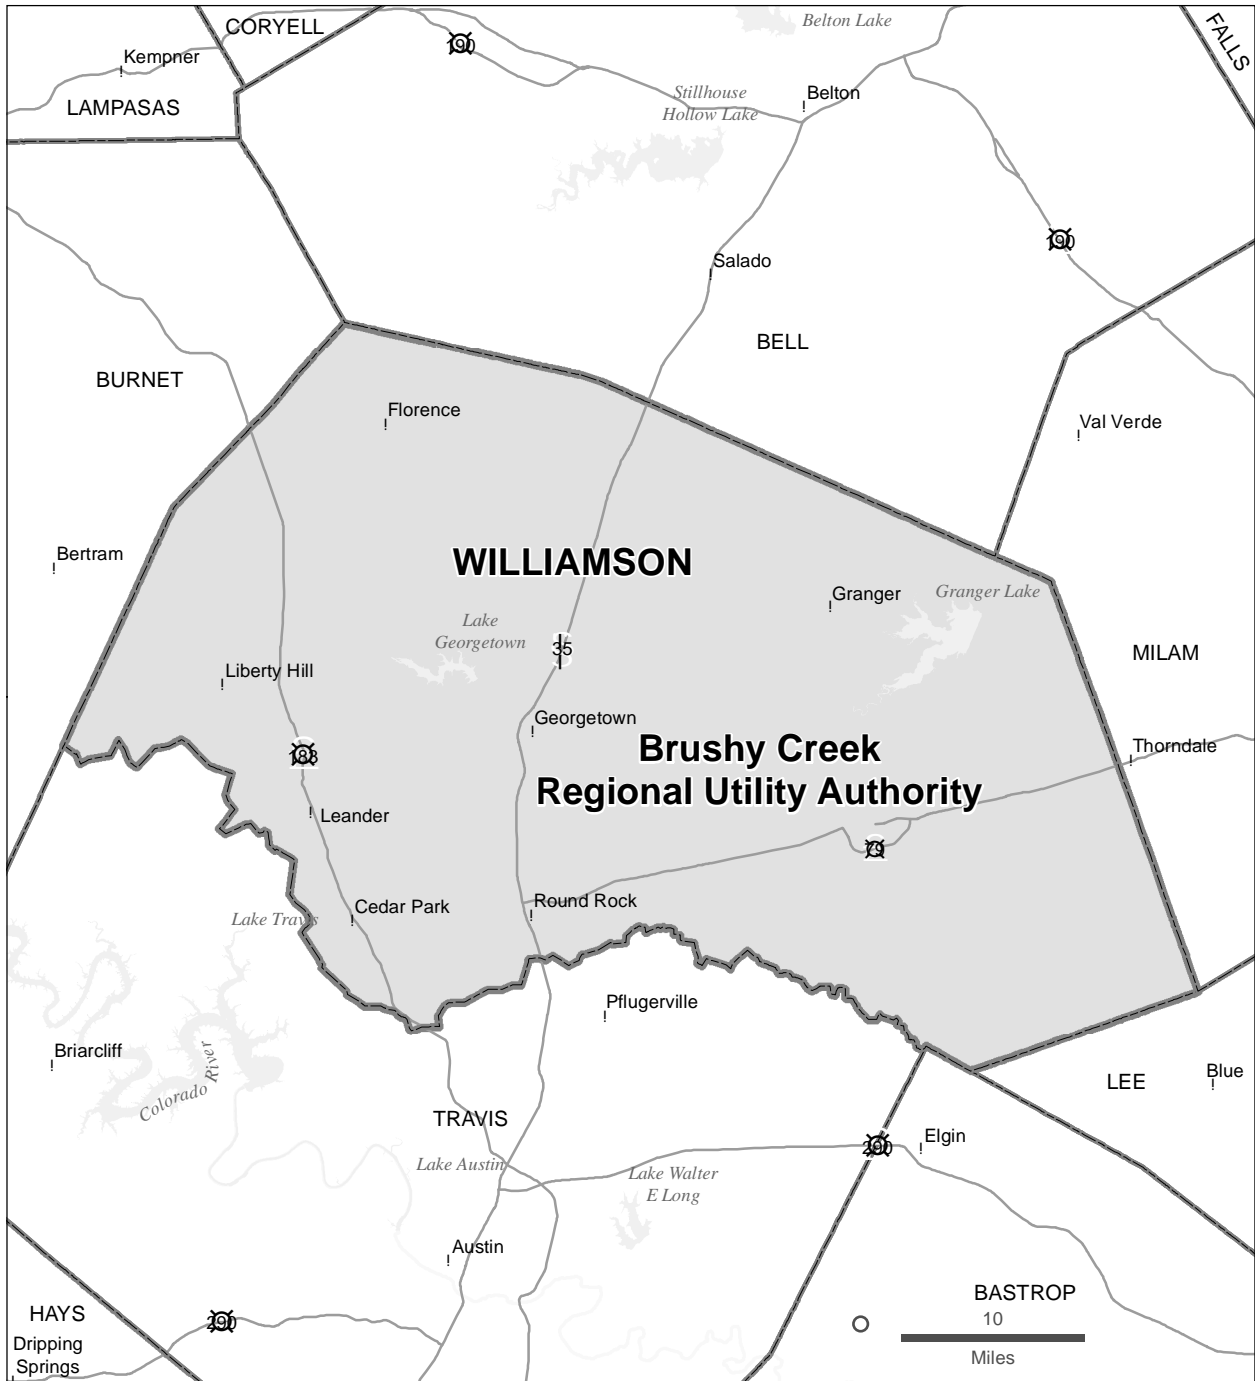 CORYELL
Belton Lake
FALLS
190
Kempner
Stillhouse
Hollow Lake
Belton
LAMPASAS
190
Salado
BELL
BURNET
Florence
Val Verde
Bertram
WILLIAMSON
Granger
Granger Lake
Lake
Georgetown
35
MILAM
Liberty Hill
Georgetown
Brushy Creek
Regional Utility Authority
Thorndale
183
Leander
79
Cedar Park
Round Rock
Lake Travis
Pflugerville
Briarcliff
Colorado River
LEE
Blue
TRAVIS
290
Elgin
Lake Austin
Lake Walter
E Long
Austin
BASTROP
HAYS
290
10
Miles
Dripping
Springs